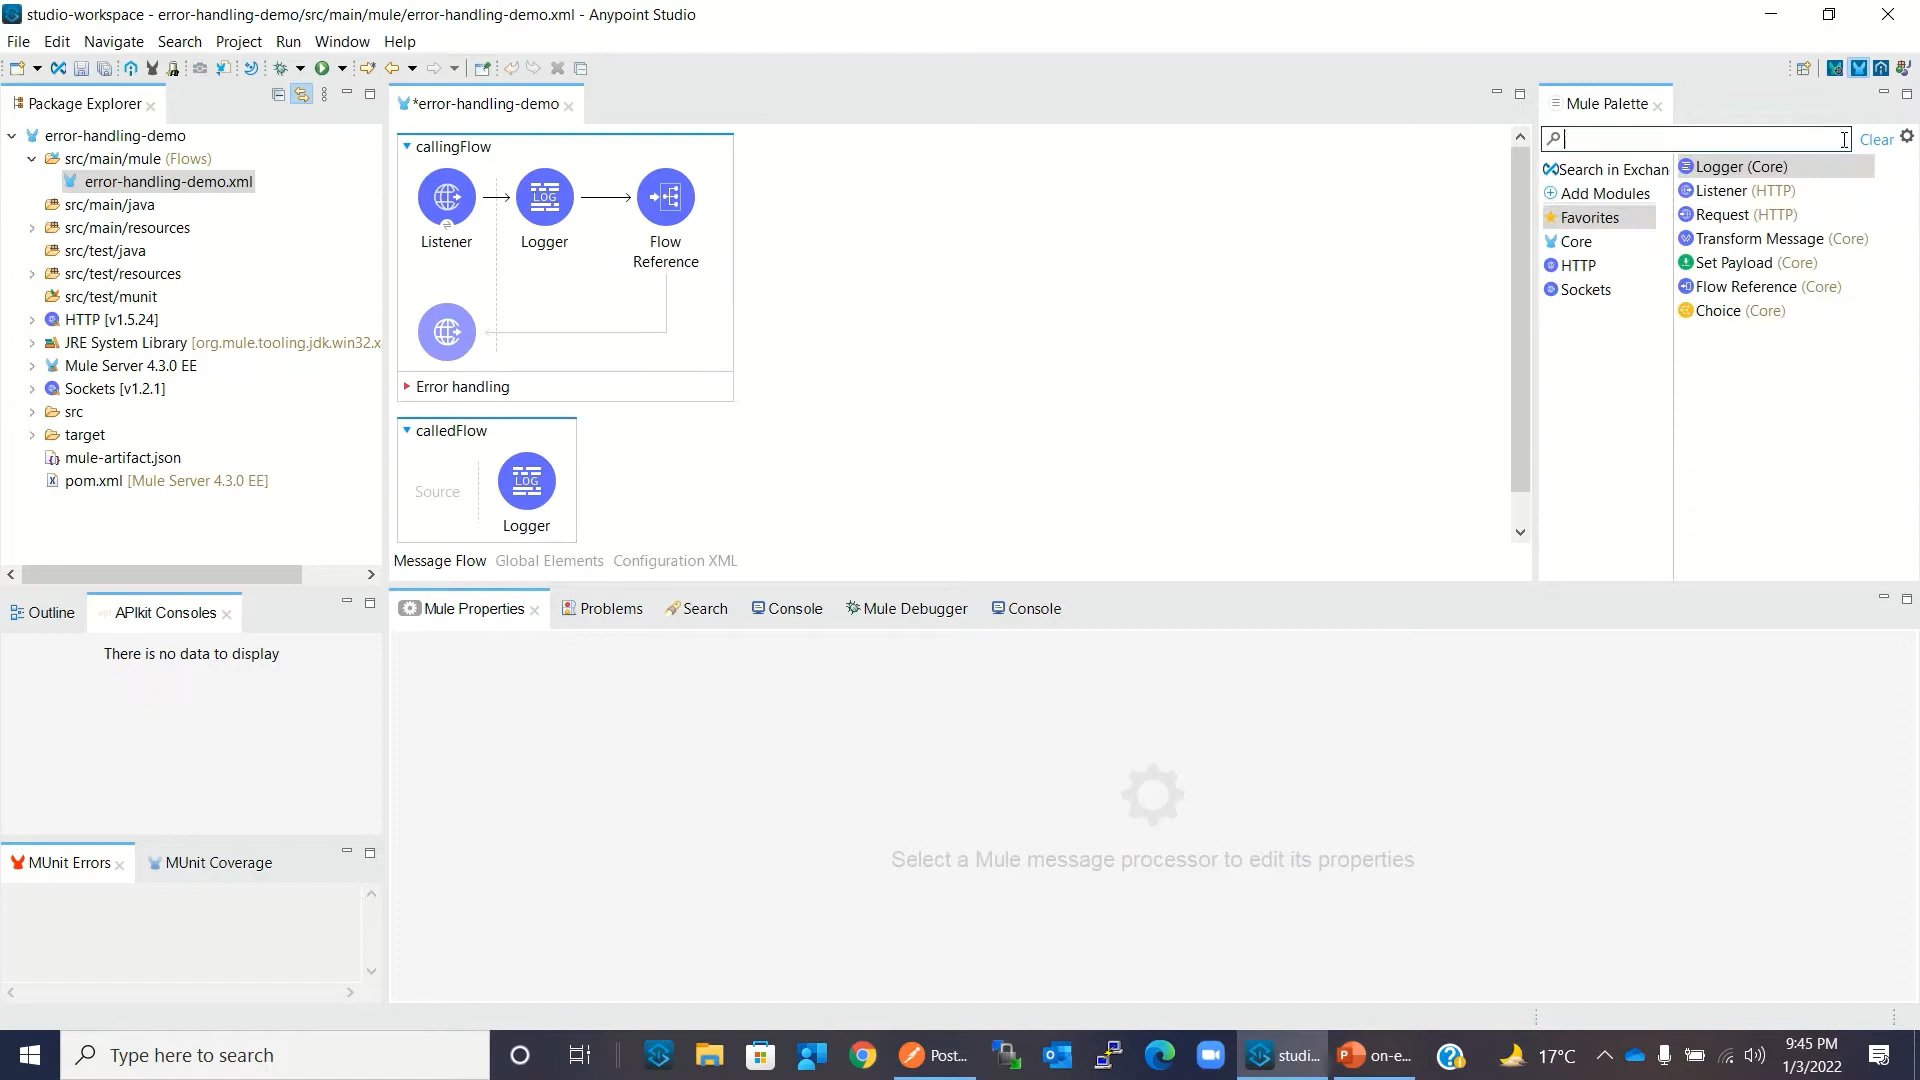 studio-workspace - error-handling-demo/src/main/mule/error-handling-demo.xml - Anypoint Studio
File Edit Navigate Search Project Run Window Help
Package Explorer
*error-handling-demo
Mule Palette
error-handling-demo
src/main/mule (Flows)
error-handling-demo.xml
src/main/java
src/main/resources
src/test/java
src/test/resources
src/test/munit
HTTP [v1.5.24]
JRE System Library [org.mule.tooling.jdk.win32.x
Mule Server 4.3.0 EE
Sockets [v1.2.1]
src
target
mule-artifact.json
pom.xml [Mule Server 4.3.0 EE]
callingFlow
LOG
Listener
Logger
Flow
Reference
Error handling
calledFlow
Source
LOG
Logger
Message Flow Global Elements Configuration XML
Clear
Search in Exchan
Add Modules
Favorites
Core
HTTP
Sockets
Logger (Core)
Listener (HTTP)
Request (HTTP)
Transform Message (Core)
Set Payload (Core)
Flow Reference (Core)
Choice (Core)
Outline
APIkit Consoles
There is no data to display
Mule Properties
Problems
Search
Console
Mule Debugger
Console
Select a Mule message processor to edit its properties
MUnit Errors
MUnit Coverage
Type here to search
Post...
studi...
on-e...
17°C
9:45 PM
1/3/2022